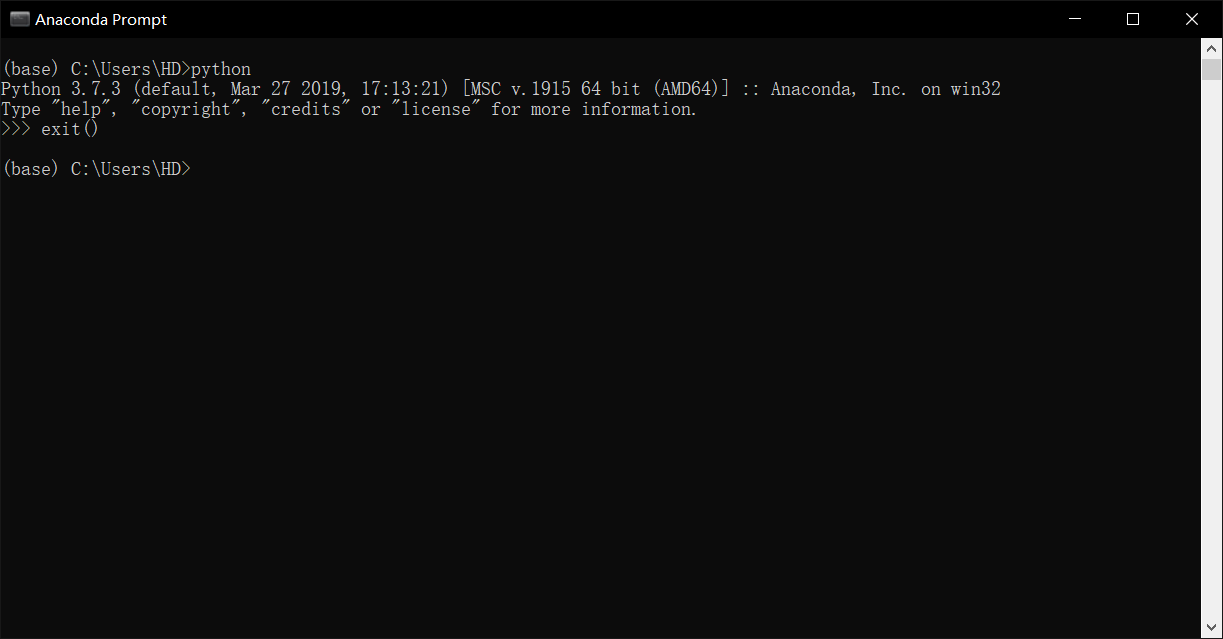 Anaconda Prompt
(base) C:\Users\HD>python
Python 3.7.3 (default, Mar 27 2019, 17:13:21) [MSC v.1915 64 bit (AMD64)] :: Anaconda, Inc. on win32
Type "help", "copyright", "credits" or "license" for more information.
>>> exit()
(base) C:\Users\HD>